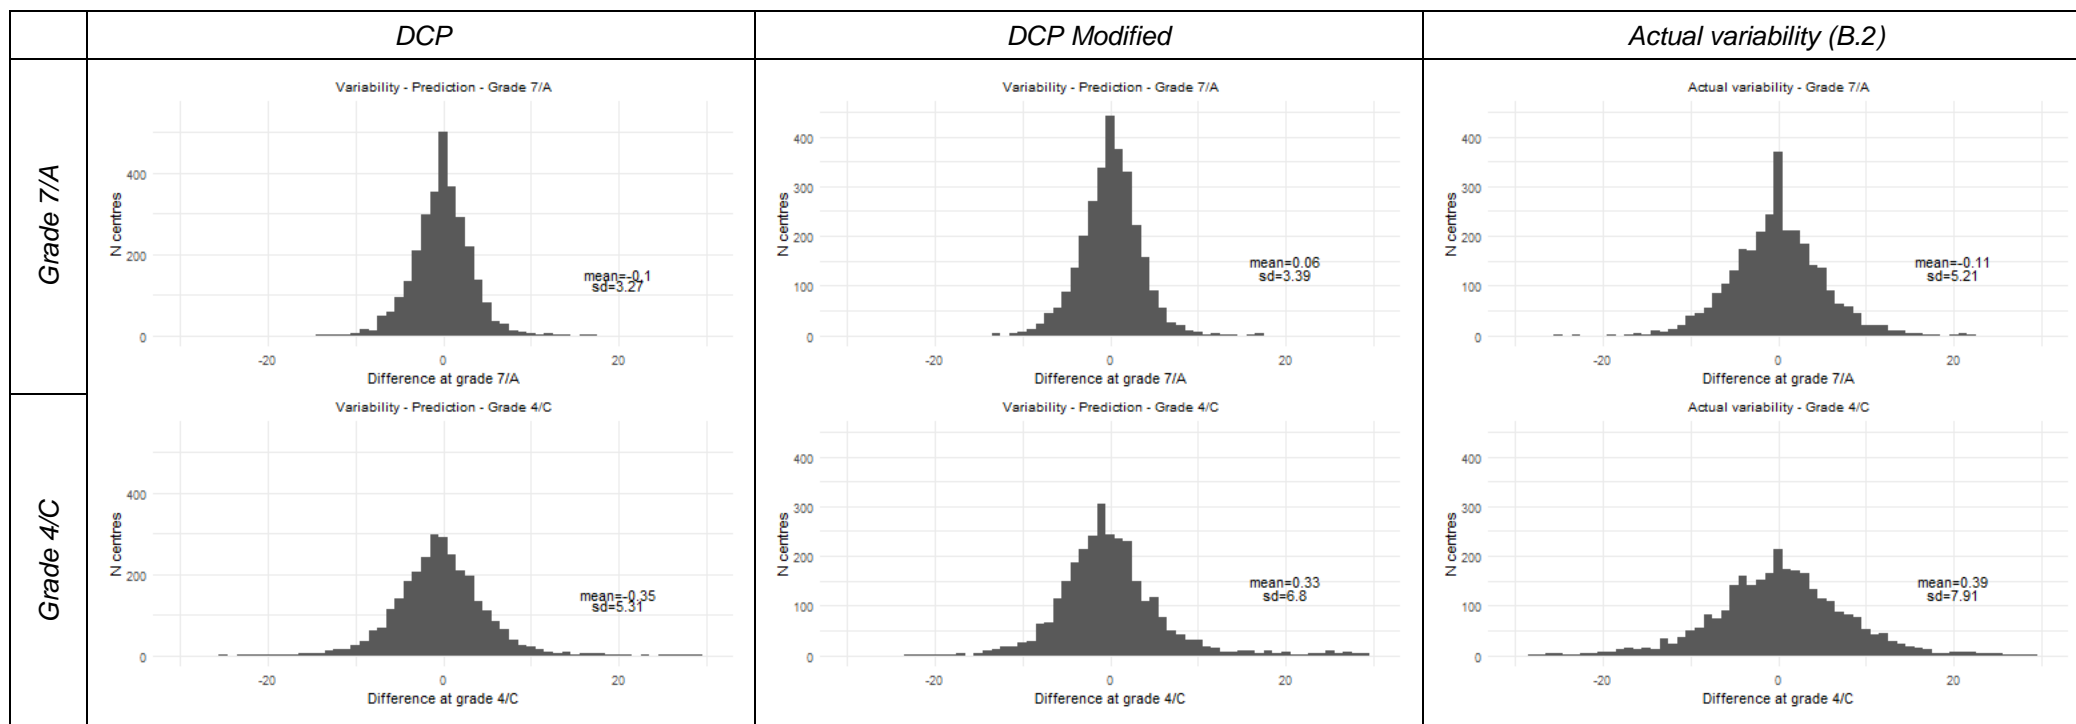 DCP
DCP Modified
Actual variability (B.2)
Grade 7/A
Variability - Prediction - Grade 7/A
N centres
400
200
0
mean=-0.1
sd=3.27
-20
0
20
Difference at grade 7/A
Variability - Prediction - Grade 7/A
N centres
400
300
200
100
0
mean=0.06
sd=3.39
-20
0
20
Difference at grade 7/A
Actual variability - Grade 7/A
N centres
400
300
200
100
0
mean=-0.11
sd=5.21
-20
0
20
Difference at grade 7/A
Grade 4/C
Variability - Prediction - Grade 4/C
N centres
400
200
0
mean=-0.35
sd=5.31
-20
0
20
Difference at grade 4/C
Variability - Prediction - Grade 4/C
N centres
400
300
200
100
0
mean=0.33
sd=6.8
-20
0
20
Difference at grade 4/C
Actual variability - Grade 4/C
N centres
400
300
200
100
0
mean=0.39
sd=7.91
-20
0
20
Difference at grade 4/C